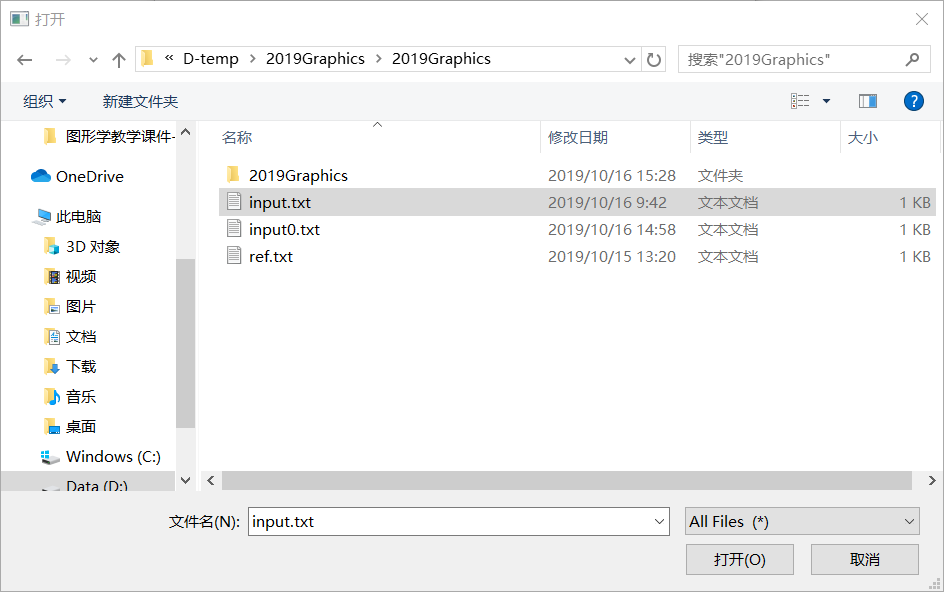 打开
« D-temp > 2019Graphics > 2019Graphics
搜索"2019Graphics"
组织
新建文件夹
?
图形学教学课件-
OneDrive
此电脑
3D 对象
视频
图片
文档
下载
音乐
桌面
Windows (C:)
Data (D:)
名称 修改日期 类型 大小
2019Graphics 2019/10/16 15:28 文件夹
input.txt 2019/10/16 9:42 文本文档 1 KB
input0.txt 2019/10/16 14:58 文本文档 1 KB
ref.txt 2019/10/15 13:20 文本文档 1 KB
文件名(N): input.txt
All Files (*)
打开(O) 取消